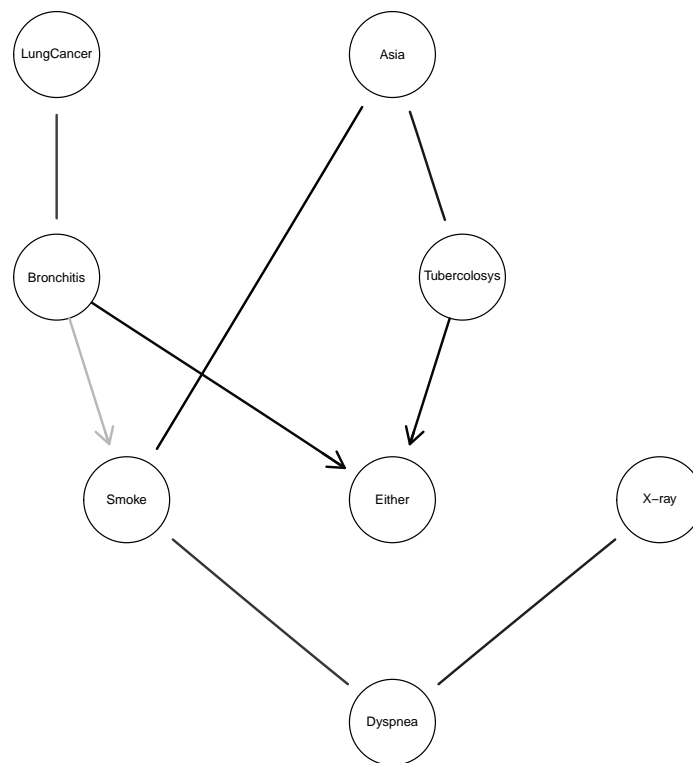 LungCancer
Asia
Bronchitis
Tubercolosys
Smoke
Either
X−ray
Dyspnea